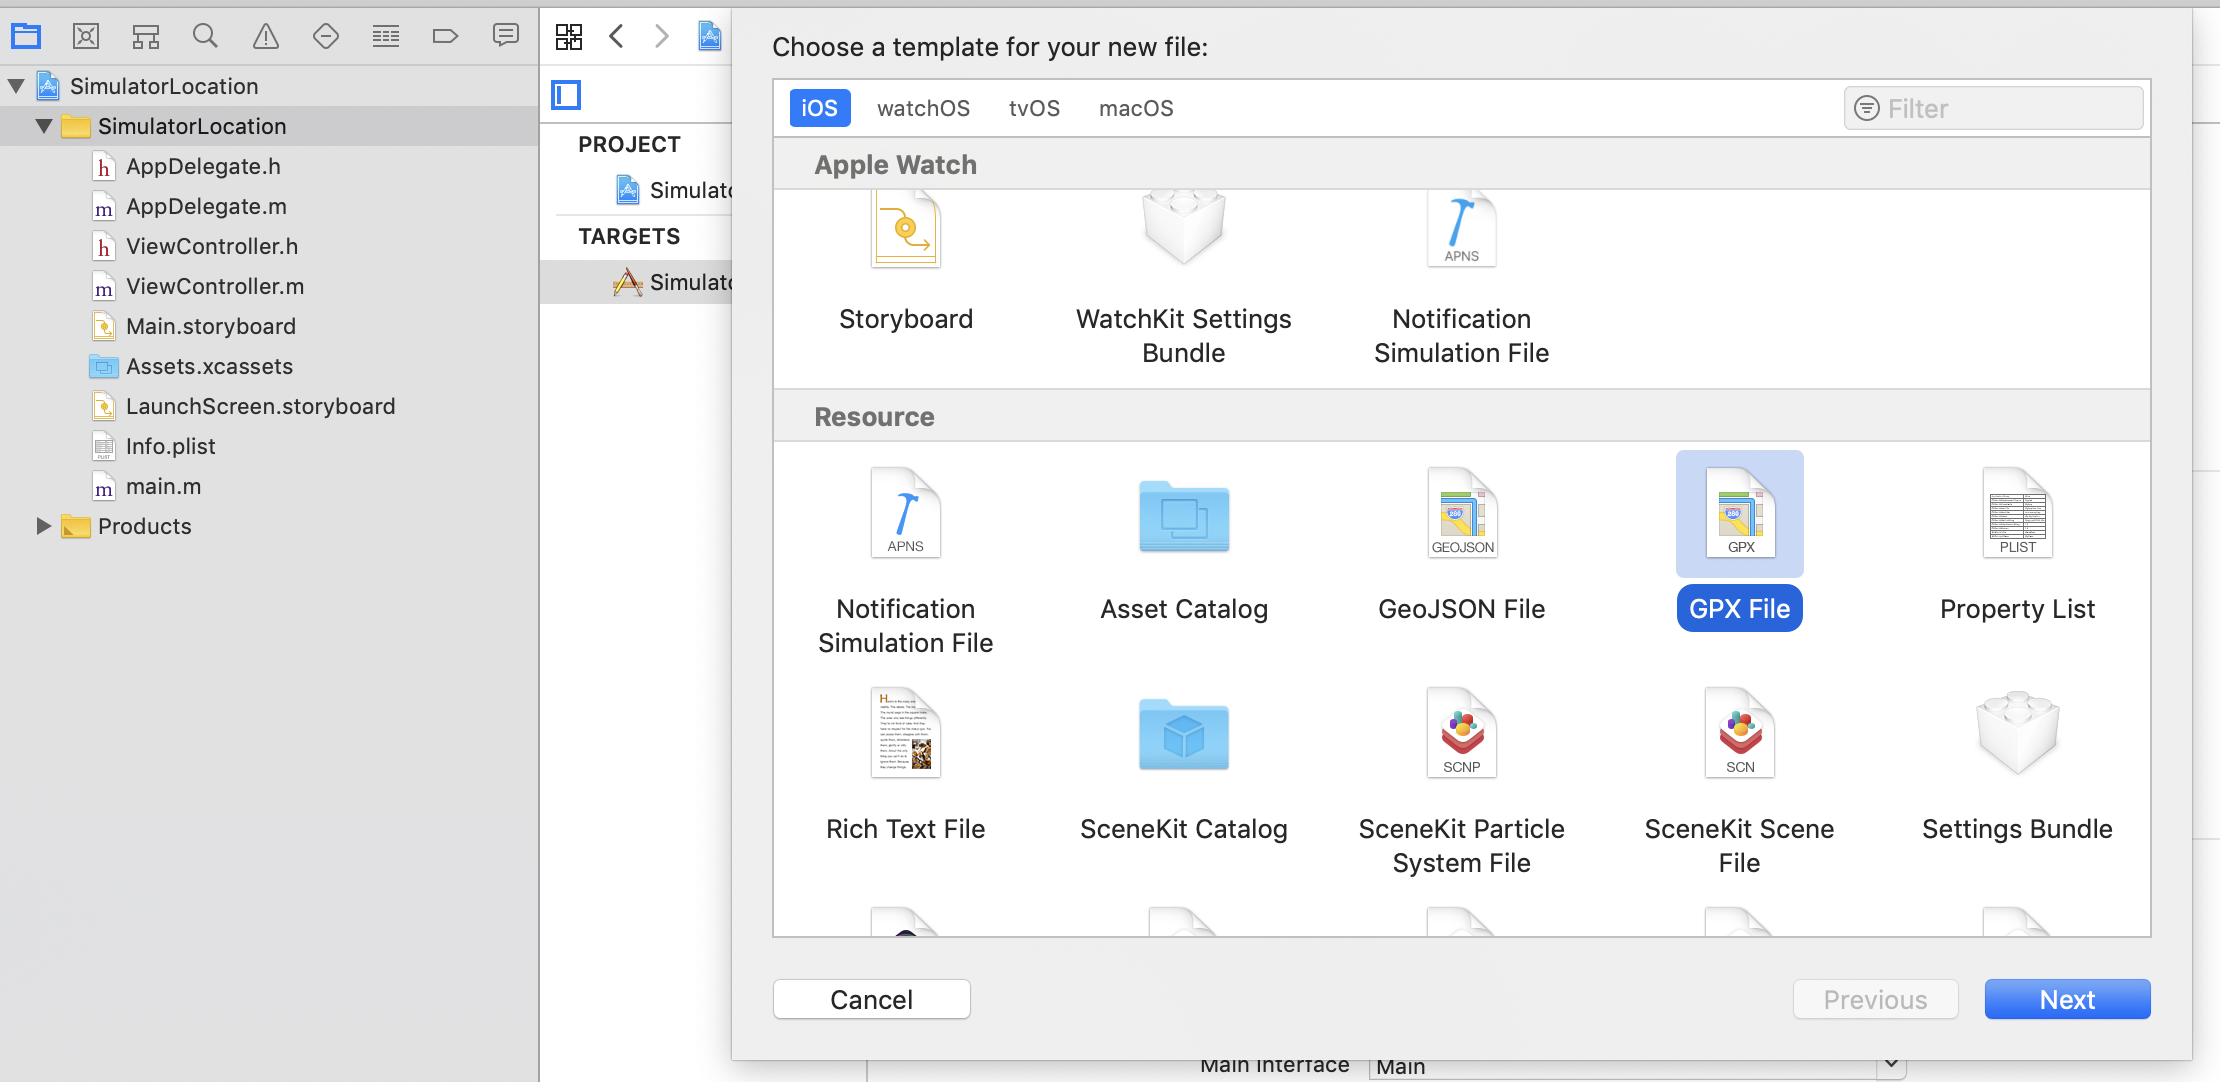 Choose a template for your new file:
iOS
watchOS
tvOS
macOS
Filter
SimulatorLocation
SimulatorLocation
h AppDelegate.h
m AppDelegate.m
h ViewController.h
m ViewController.m
Main.storyboard
Assets.xcassets
LaunchScreen.storyboard
PLIST Info.plist
m main.m
Products
PROJECT
Simulato
TARGETS
Simulato
Apple Watch
APNS
Storyboard
WatchKit Settings
Bundle
Notification
Simulation File
Resource
APNS
GEOJSON
GPX
PLIST
Notification
Simulation File
Asset Catalog
GeoJSON File
GPX File
Property List
SCNP
SCN
Rich Text File
SceneKit Catalog
SceneKit Particle
System File
SceneKit Scene
File
Settings Bundle
Cancel
Previous
Next
Main Interface
Main